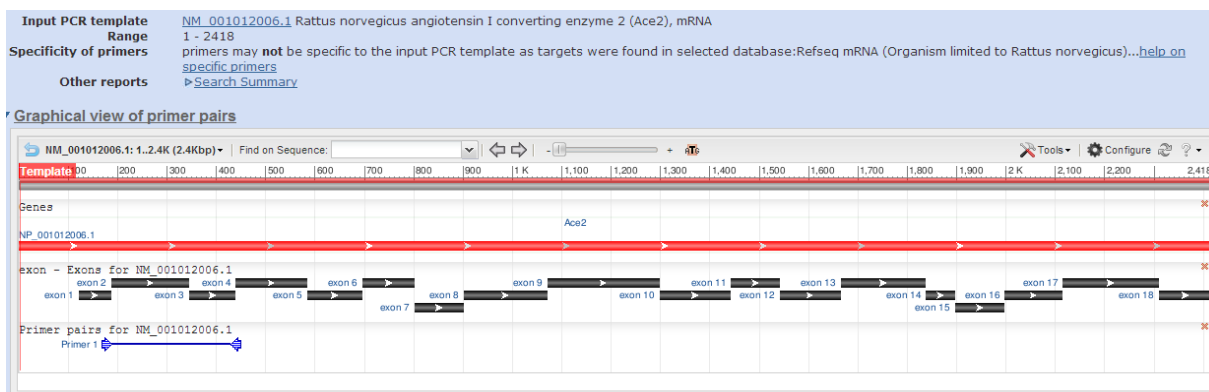 Input PCR template NM_001012006.1 Rattus norvegicus angiotensin I converting enzyme 2 (Ace2), mRNA
Range 1 - 2418
Specificity of primers primers may not be specific to the input PCR template as targets were found in selected database:Refseq mRNA (Organism limited to Rattus norvegicus)...help on
specific primers
Other reports Search Summary
Graphical view of primer pairs
NM_001012006.1: 1..2.4K (2.4Kbp) Find on Sequence: - + ATG Tools Configure ?
Template 00 200 300 400 500 600 700 800 900 1 K 1,100 1,200 1,300 1,400 1,500 1,600 1,700 1,800 1,900 2 K 2,100 2,200 2,418
Genes
Ace2
NP_001012006.1
exon - Exons for NM_001012006.1
exon 2 exon 4 exon 6 exon 9 exon 11 exon 13 exon 17
exon 1 exon 3 exon 5 exon 8 exon 10 exon 12 exon 14 exon 16 exon 18
exon 7 exon 15
Primer pairs for NM_001012006.1
Primer 1